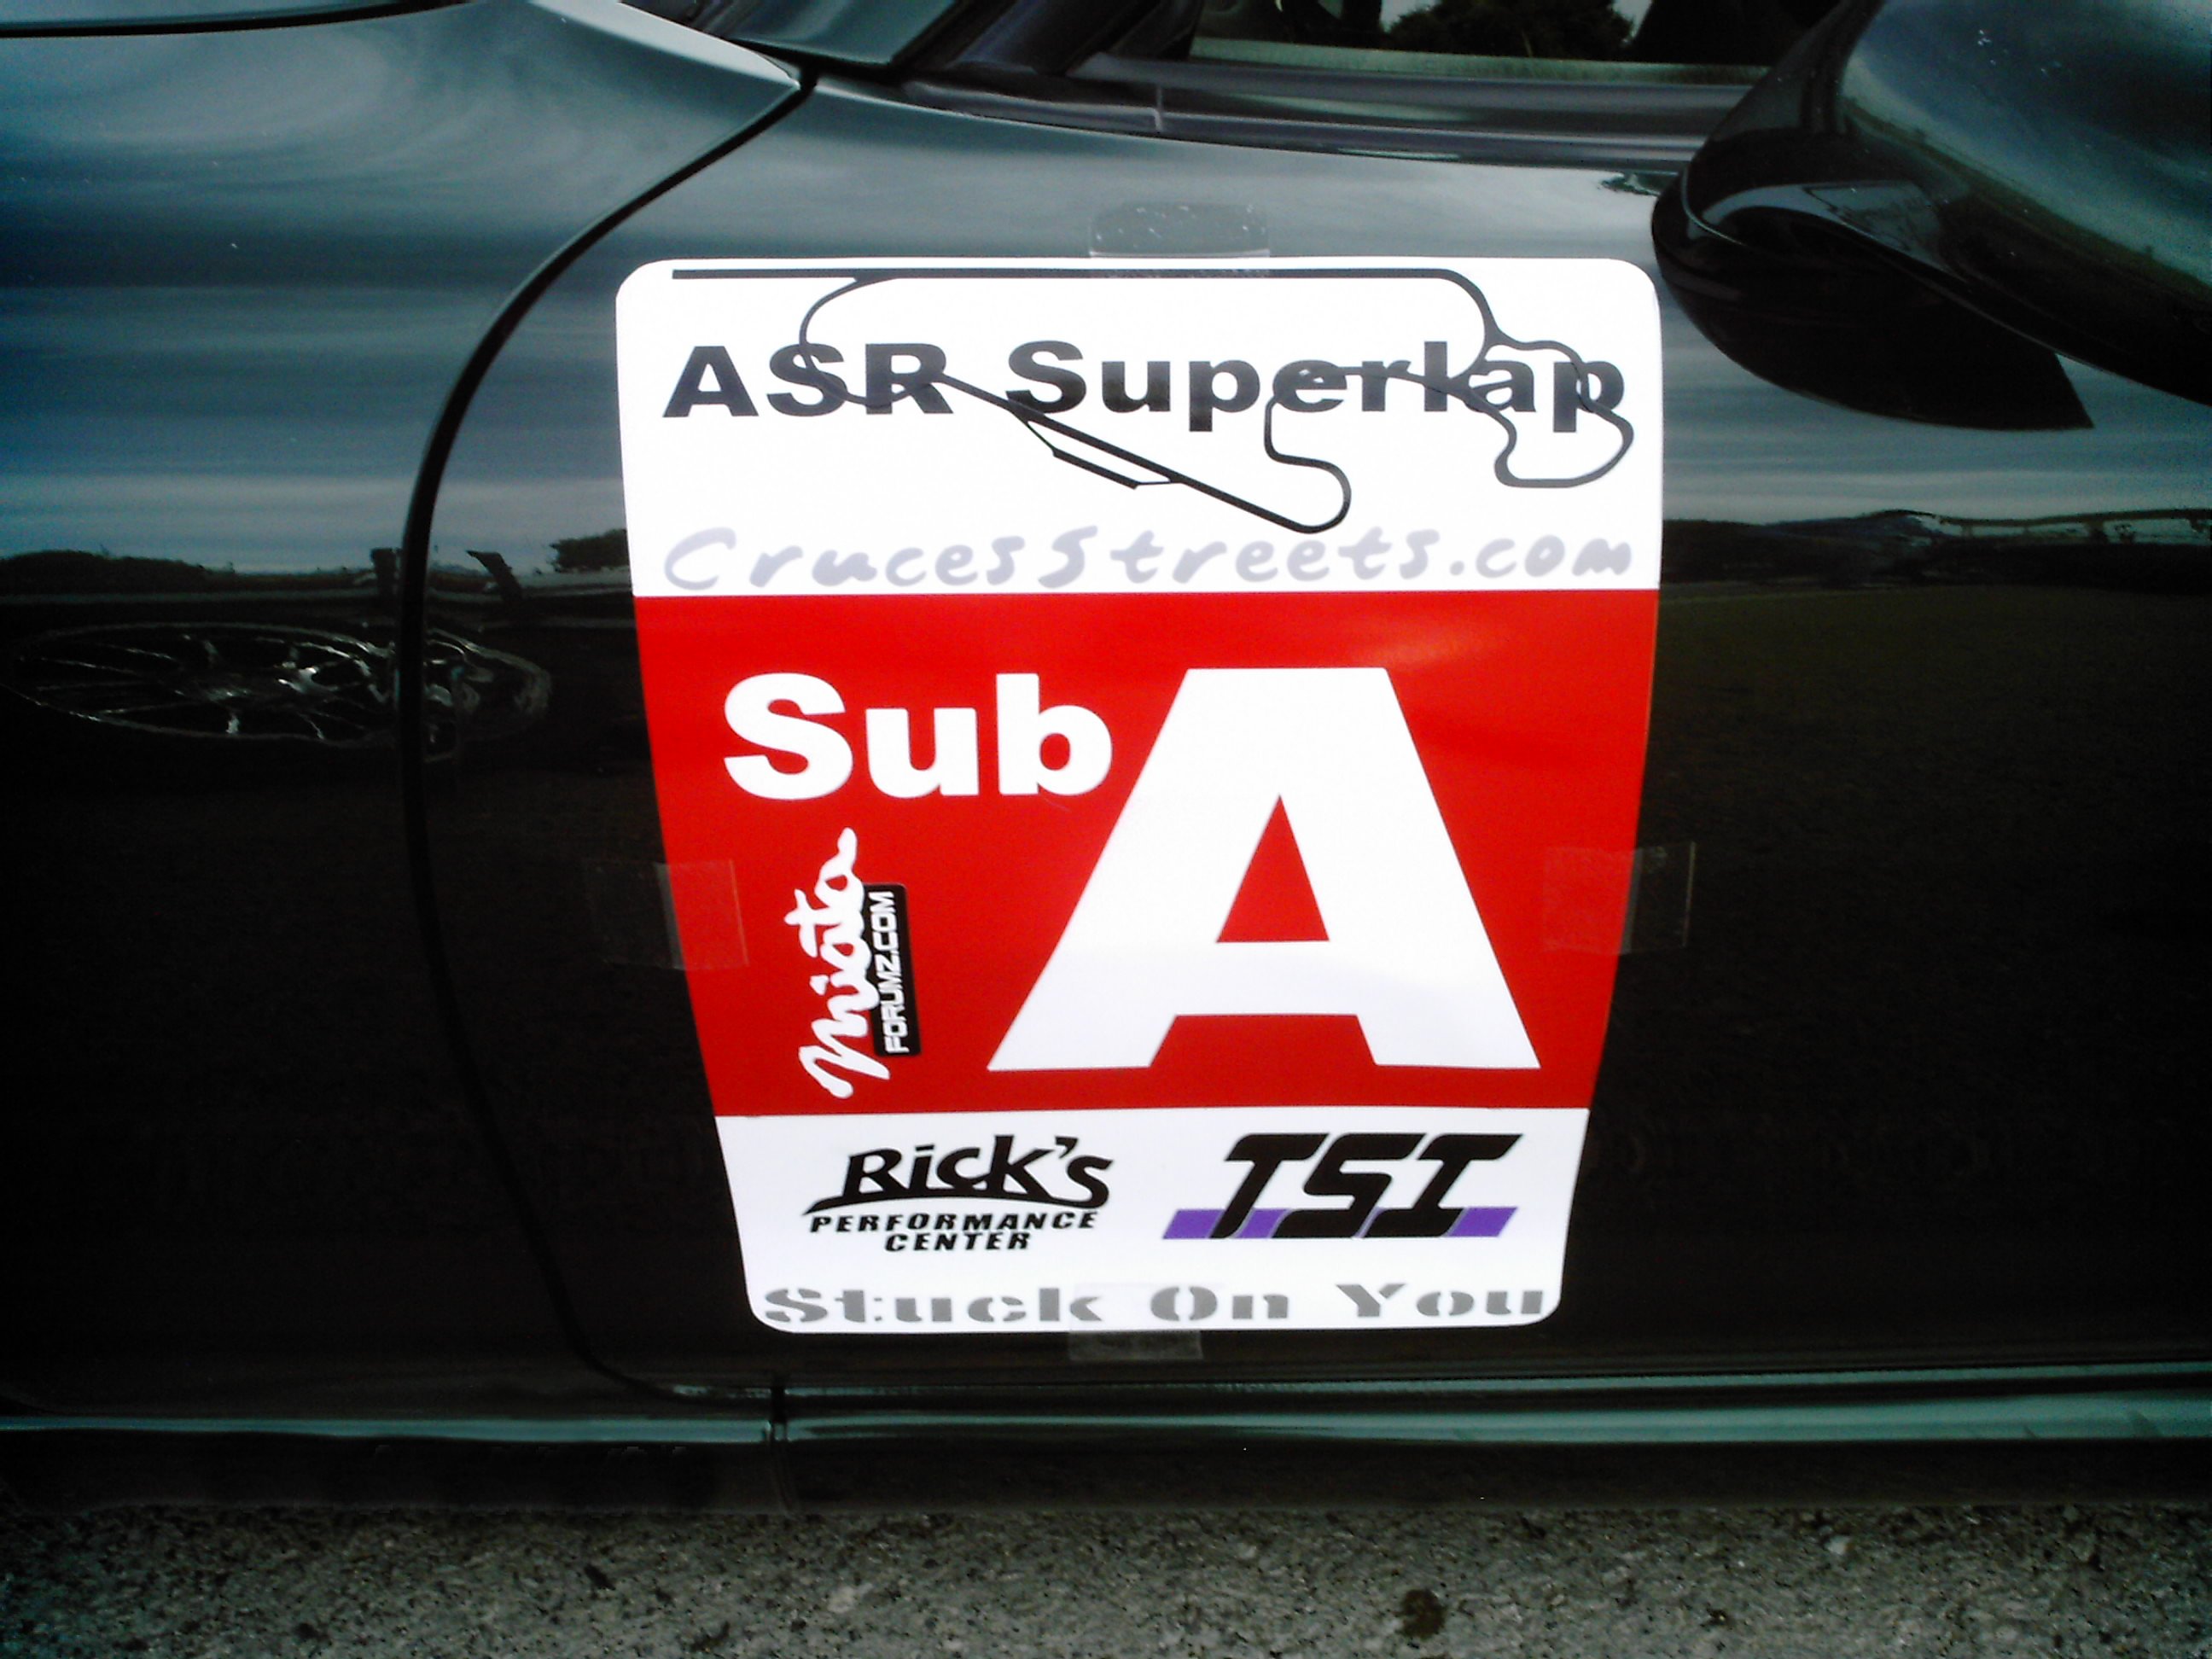 ASR Superlap
CrucesStreets.com
Sub A
miata
FORUMZ.COM
Rick's
PERFORMANCE
CENTER
TSI
Stuck On You